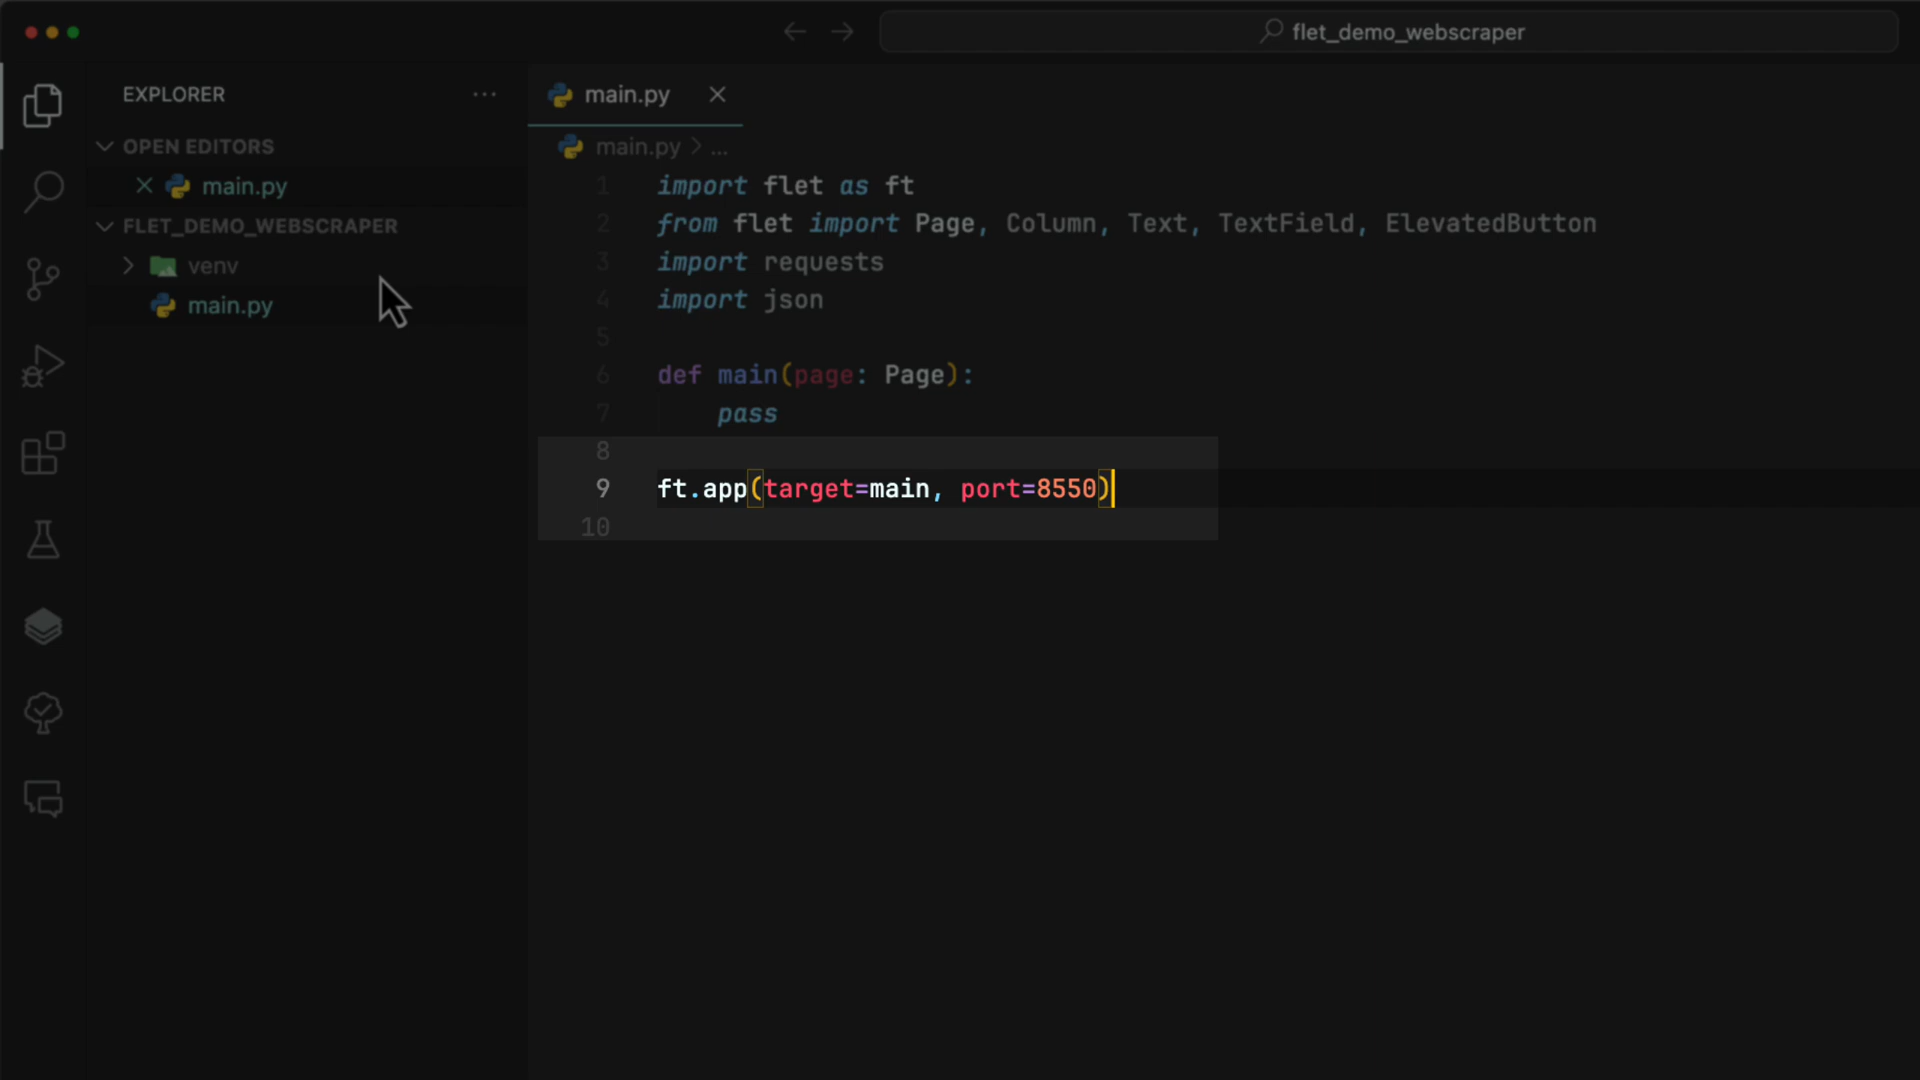 flet_demo_webscraper
EXPLORER
OPEN EDITORS
main.py
FLET_DEMO_WEBSCRAPER
venv
main.py
main.py
main.py > ...
1 import flet as ft
2 from flet import Page, Column, Text, TextField, ElevatedButton
3 import requests
4 import json
5
6 def main(page: Page):
7 pass
8
9 ft.app(target=main, port=8550)
10